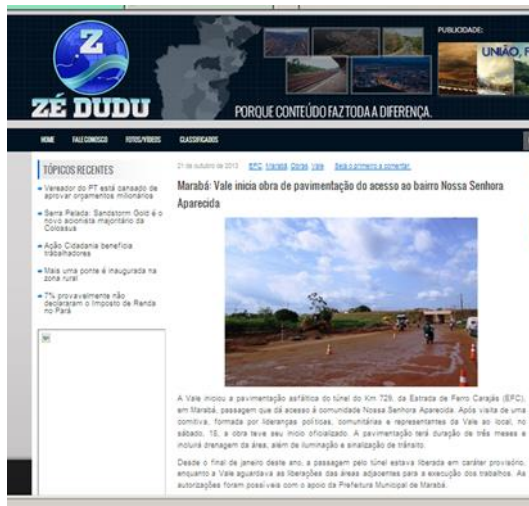 PUBLICIDADE:
UNIÃO, F
Z
ZÉ DUDU
PORQUE CONTEÚDO FAZ TODA A DIFERENÇA.
HOME FALE CONOSCO FOTOS/VÍDEOS CLASSIFICADOS
TÓPICOS RECENTES
Vereador do PT está cansado de
aprovar orçamentos milionários
Serra Pelada: Sandstorm Gold é o
novo acionista majoritário da
Colossus
Ação Cidadania beneficia
trabalhadores
Mais uma ponte é inaugurada na
zona rural
7% provavelmente não
declararam o Imposto de Renda
no Pará
21 de outubro de 2013 EFC, Marabá, Obras, Vale Seja o primeiro a comentar.
Marabá: Vale inicia obra de pavimentação do acesso ao bairro Nossa Senhora
Aparecida
A Vale iniciou a pavimentação asfáltica do túnel do Km 729, da Estrada de Ferro Carajás (EFC),
em Marabá, passagem que dá acesso à comunidade Nossa Senhora Aparecida. Após visita de uma
comitiva, formada por lideranças políticas, comunitárias e representantes da Vale ao local, no
sábado, 19, a obra teve seu início oficializado. A pavimentação terá duração de três meses e
incluirá drenagem da área, além de iluminação e sinalização de trânsito.
Desde o final de janeiro deste ano, a passagem pelo túnel estava liberada em caráter provisório,
enquanto a Vale aguardava as liberações das áreas adjacentes para a execução dos trabalhos. As
autorizações foram possíveis com o apoio da Prefeitura Municipal de Marabá.